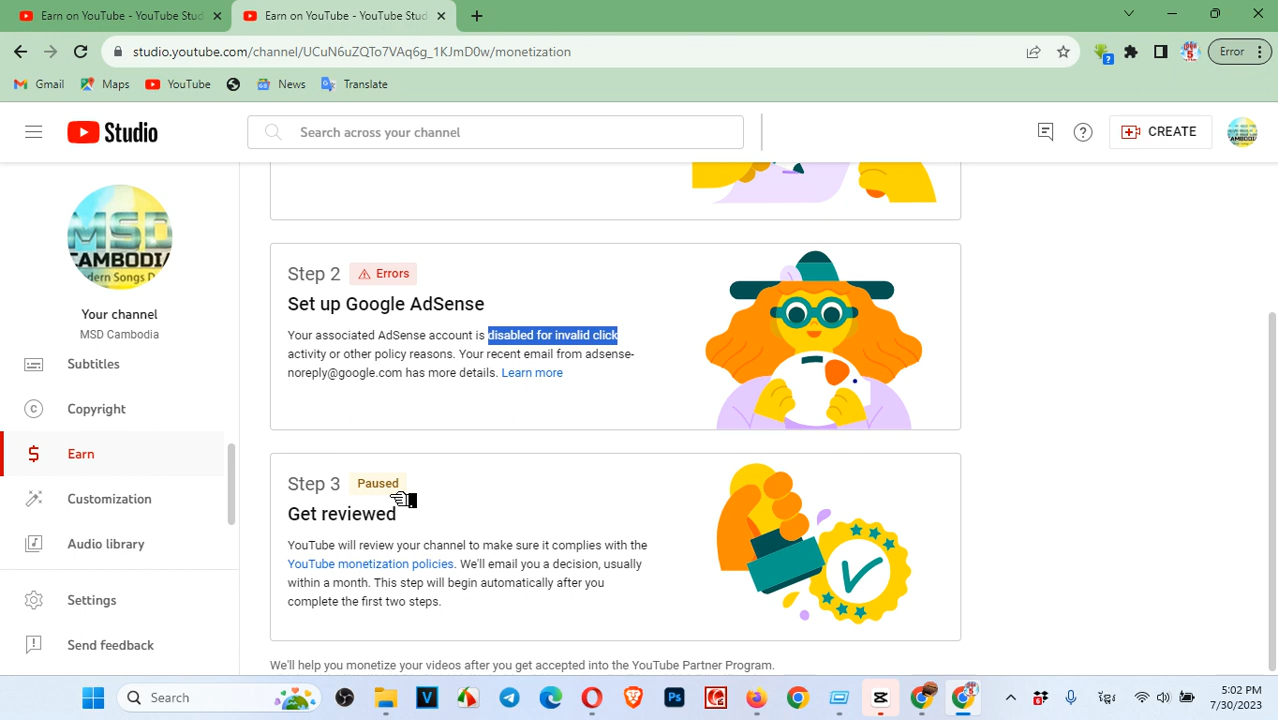 Earn on YouTube - YouTube Stud
Earn on YouTube - YouTube Stud
studio.youtube.com/channel/UCuN6uZQTo7VAq6g_1KJmD0w/monetization
Error
Gmail
Maps
YouTube
News
Translate
Studio
Search across your channel
CREATE
MSD
CAMBODIA
dern Songs D
Your channel
MSD Cambodia
Subtitles
Copyright
Earn
Customization
Audio library
Settings
Send feedback
Step 2
Errors
Set up Google AdSense
Your associated AdSense account is disabled for invalid click
activity or other policy reasons. Your recent email from adsense-
noreply@google.com has more details. Learn more
Step 3
Paused
Get reviewed
YouTube will review your channel to make sure it complies with the
YouTube monetization policies. We'll email you a decision, usually
within a month. This step will begin automatically after you
complete the first two steps.
We'll help you monetize your videos after you get accepted into the YouTube Partner Program.
Search
ខ្មែរ
5:02 PM
7/30/2023